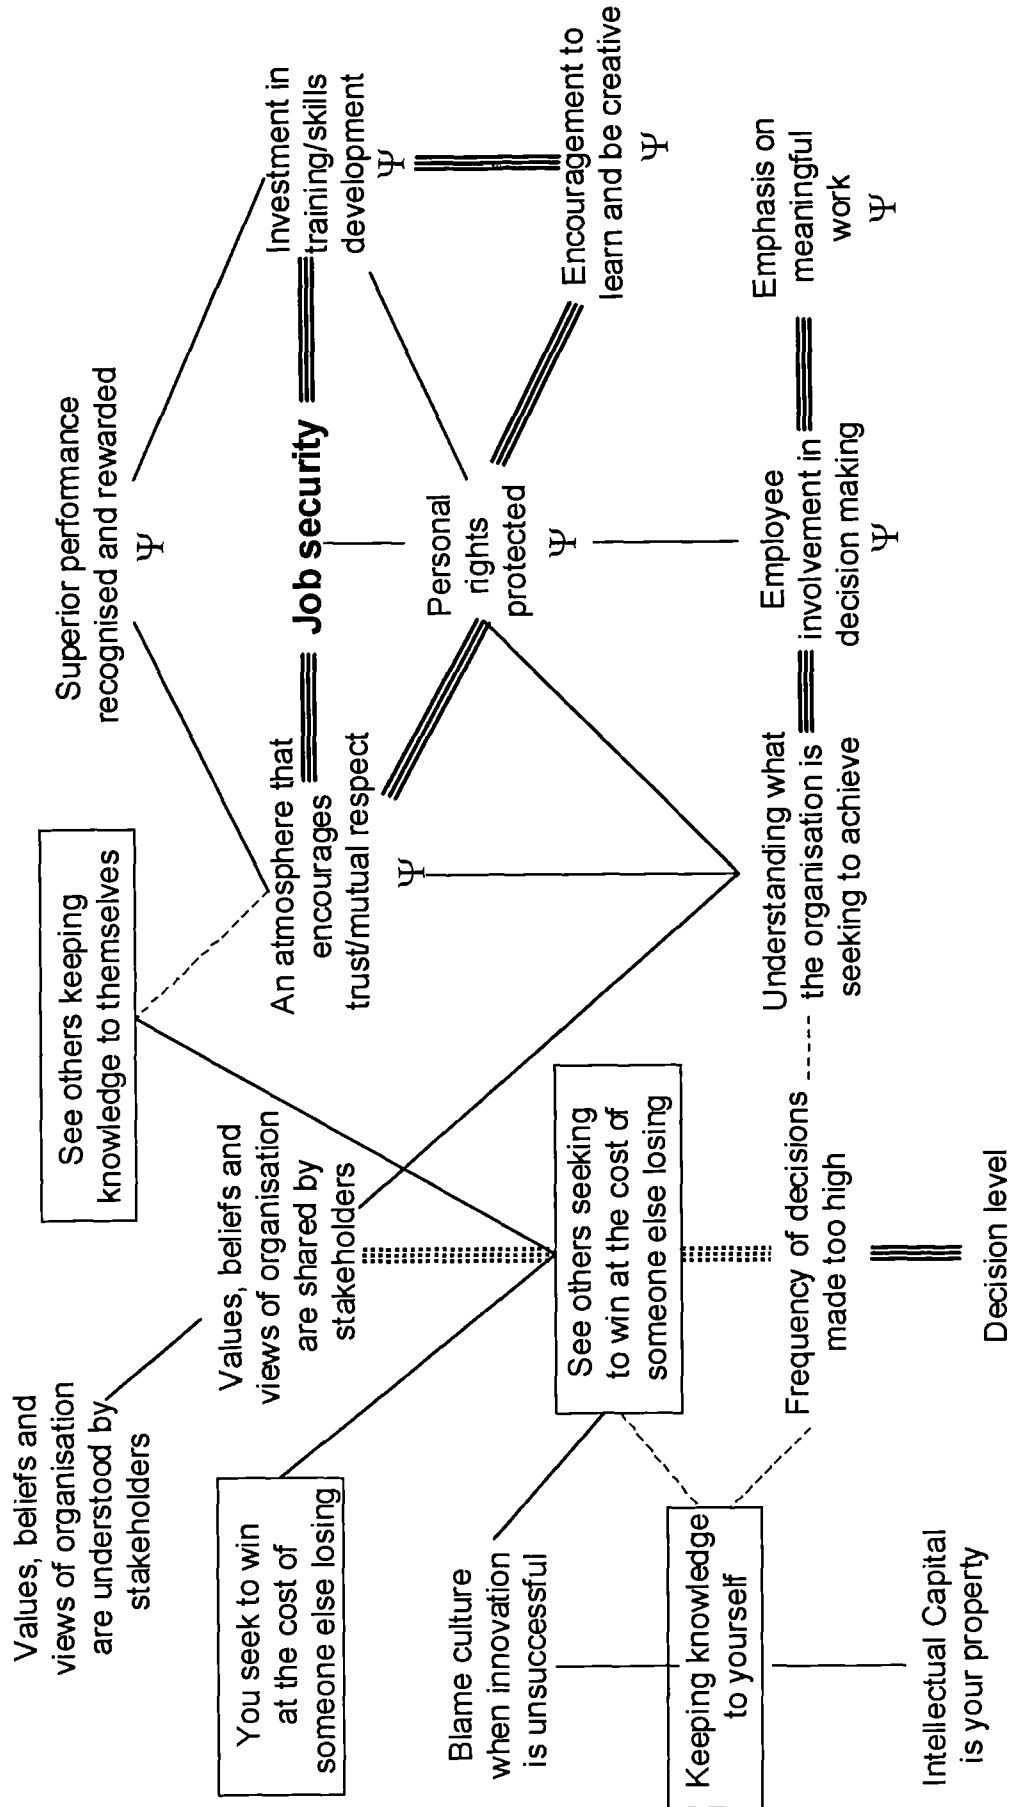 Values, beliefs and
views of organisation
are understood by
stakeholders
See others keeping
knowledge to themselves
Superior performance
recognised and rewarded
Ψ
You seek to win
at the cost of
someone else losing
Values, beliefs and
views of organisation
are shared by
stakeholders
An atmosphere that
encourages
trust/mutual respect
Ψ
Job security
Investment in
training/skills
development
Ψ
Personal
rights
protected
Ψ
Blame culture
when innovation
is unsuccessful
See others seeking
to win at the cost of
someone else losing
Encouragement to
learn and be creative
Ψ
Keeping knowledge
to yourself
Frequency of decisions
made too high
Understanding what
the organisation is
seeking to achieve
Employee
involvement in
decision making
Ψ
Emphasis on
meaningful
work
Ψ
Intellectual Capital
is your property
Decision level